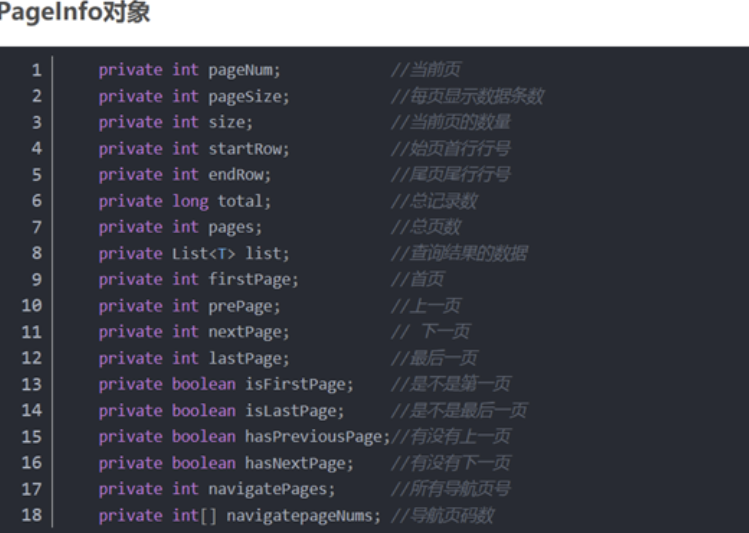 PageInfo对象
1 private int pageNum; //当前页
2 private int pageSize; //每页显示数据条数
3 private int size; //当前页的数量
4 private int startRow; //始页首行行号
5 private int endRow; //尾页尾行行号
6 private long total; //总记录数
7 private int pages; //总页数
8 private List<T> list; //查询结果的数据
9 private int firstPage; //首页
10 private int prePage; //上一页
11 private int nextPage; // 下一页
12 private int lastPage; //最后一页
13 private boolean isFirstPage; //是不是第一页
14 private boolean isLastPage; //是不是最后一页
15 private boolean hasPreviousPage;//有没有上一页
16 private boolean hasNextPage; //有没有下一页
17 private int navigatePages; //所有导航页号
18 private int[] navigatepageNums; //导航页码数